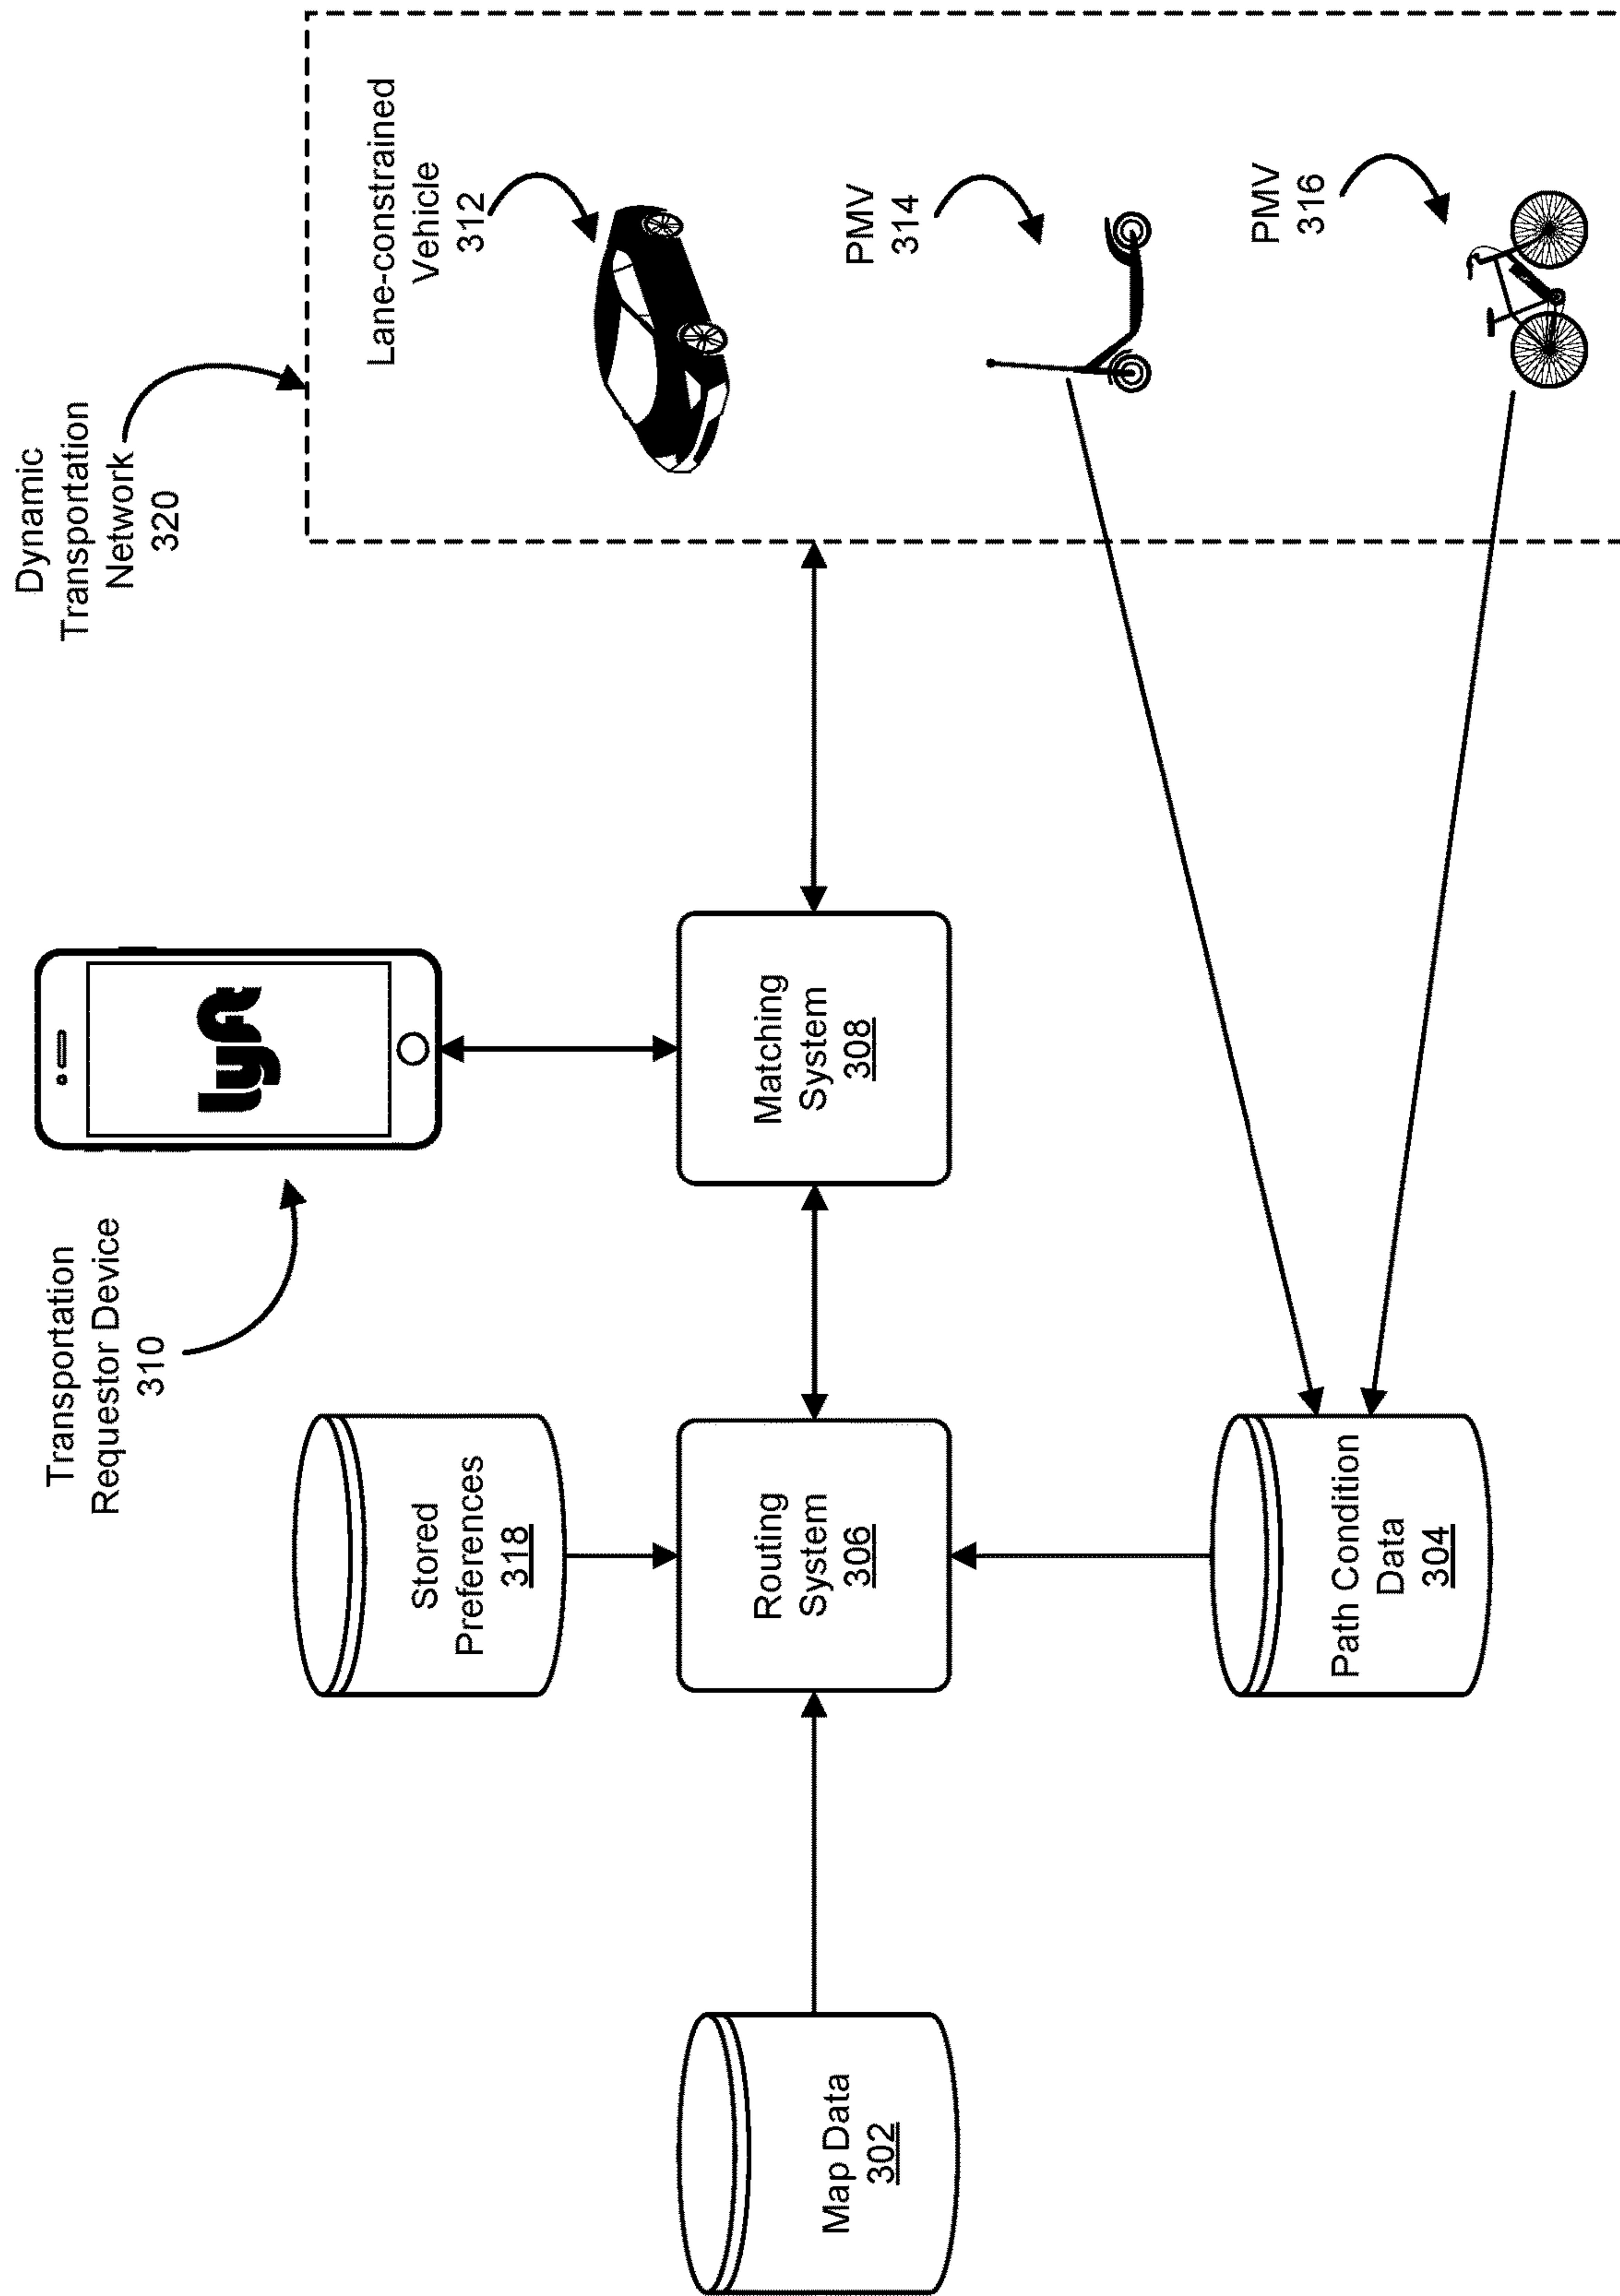 Transportation
Requestor Device
310
lyft
Dynamic
Transportation
Network
320
Stored
Preferences
318
Lane-constrained
Vehicle
312
Map Data
302
Routing
System
306
Matching
System
308
PMV
314
Path Condition
Data
304
PMV
316